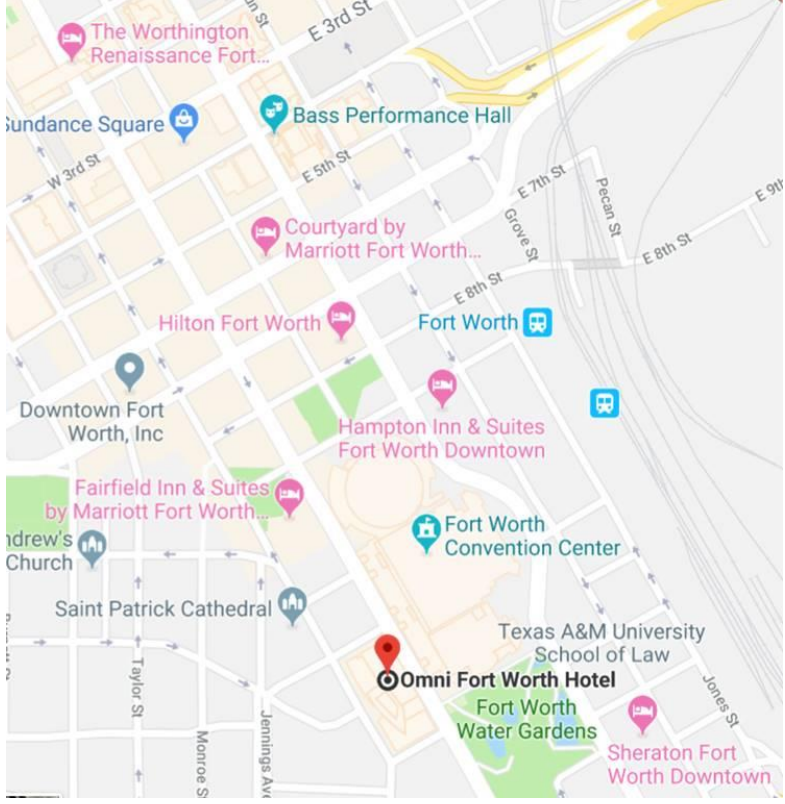 The Worthington
Renaissance Fort...
E 3rd St
un St
Sundance Square
Bass Performance Hall
W 3rd St
E 5th St
E 7th St
Pecan St
E 9th
Grove St
Courtyard by
Marriott Fort Worth...
E 8th St
E 8th St
Hilton Fort Worth
Fort Worth
Downtown Fort
Worth, Inc
Hampton Inn & Suites
Fort Worth Downtown
Fairfield Inn & Suites
by Marriott Fort Worth...
ndrew's
Church
Fort Worth
Convention Center
Saint Patrick Cathedral
Texas A&M University
School of Law
Taylor St
Omni Fort Worth Hotel
Fort Worth
Water Gardens
Jones St
Monroe S
Jennings Ave
Sheraton Fort
Worth Downtown